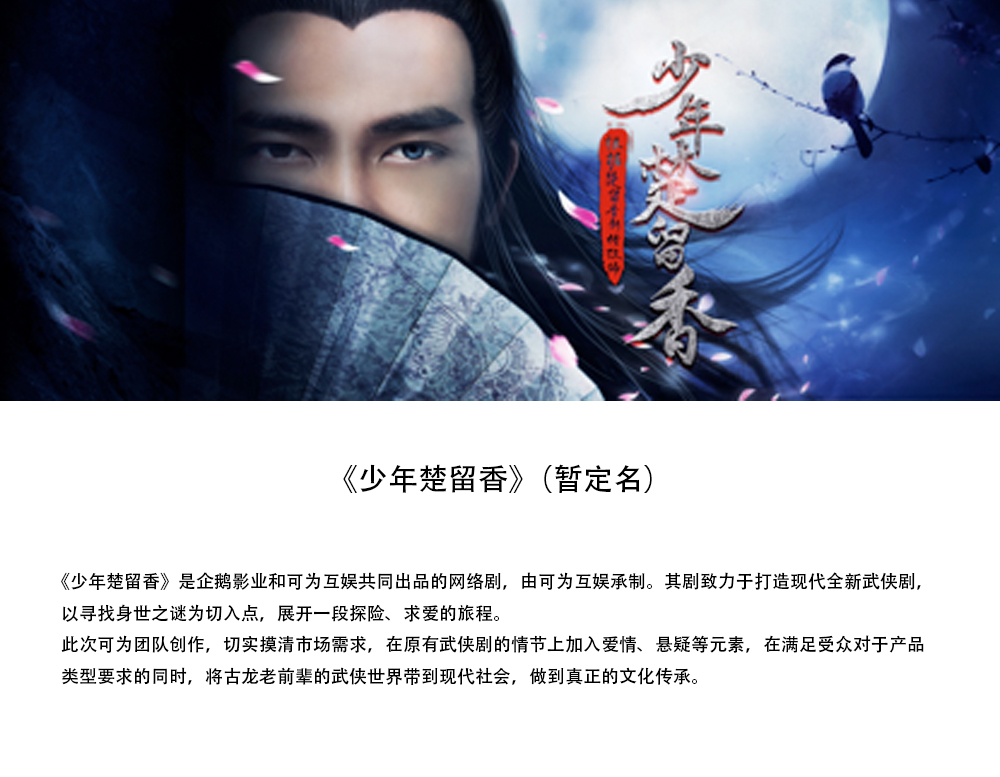 少年楚留香
《少年楚留香》(暂定名)
《少年楚留香》是企鹅影业和可为互娱共同出品的网络剧，由可为互娱承制。其剧致力于打造现代全新武侠剧，
以寻找身世之谜为切入点，展开一段探险、求爱的旅程。
此次可为团队创作，切实摸清市场需求，在原有武侠剧的情节上加入爱情、悬疑等元素，在满足受众对于产品
类型要求的同时，将古龙老前辈的武侠世界带到现代社会，做到真正的文化传承。